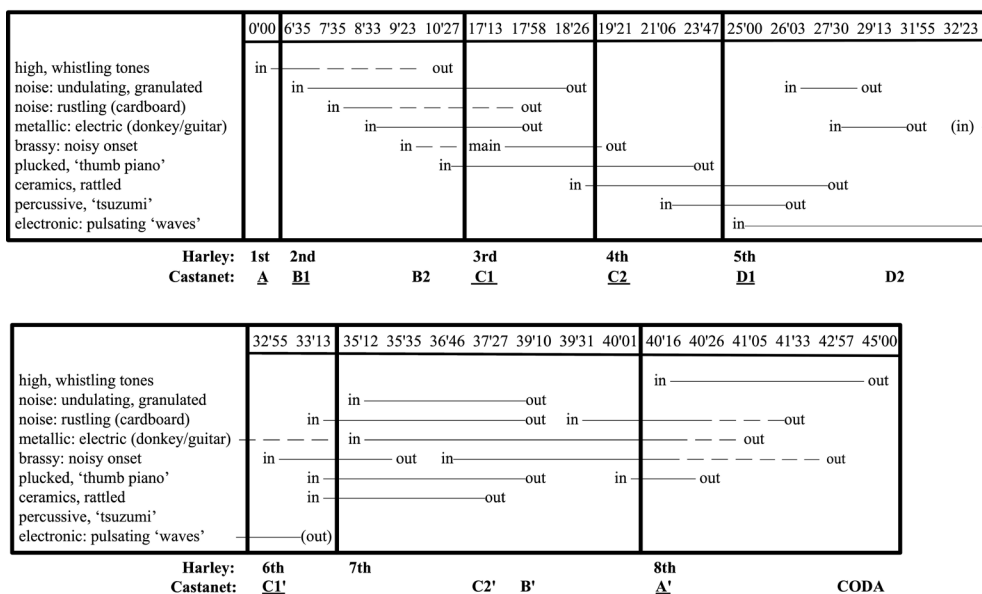 0'00 6'35 7'35 8'33 9'23 10'27 17'13 17'58 18'26 19'21 21'06 23'47 25'00 26'03 27'30 29'13 31'55 32'23
high, whistling tones in out
noise: undulating, granulated in out in out
noise: rustling (cardboard) in out
metallic: electric (donkey/guitar) in out in out (in)
brassy: noisy onset in main out
plucked, ‘thumb piano’ in out
ceramics, rattled in out
percussive, ‘tsuzumi’ in out
electronic: pulsating ‘waves’ in
Harley: 1st 2nd 3rd 4th 5th
Castanet: A B1 B2 C1 C2 D1 D2
32'55 33'13 35'12 35'35 36'46 37'27 39'10 39'31 40'01 40'16 40'26 41'05 41'33 42'57 45'00
high, whistling tones in out
noise: undulating, granulated in out
noise: rustling (cardboard) in out in out
metallic: electric (donkey/guitar) in out
brassy: noisy onset in out in out
plucked, ‘thumb piano’ in out in out
ceramics, rattled in out
percussive, ‘tsuzumi’
electronic: pulsating ‘waves’ (out)
Harley: 6th 7th 8th
Castanet: C1' C2' B' A' CODA